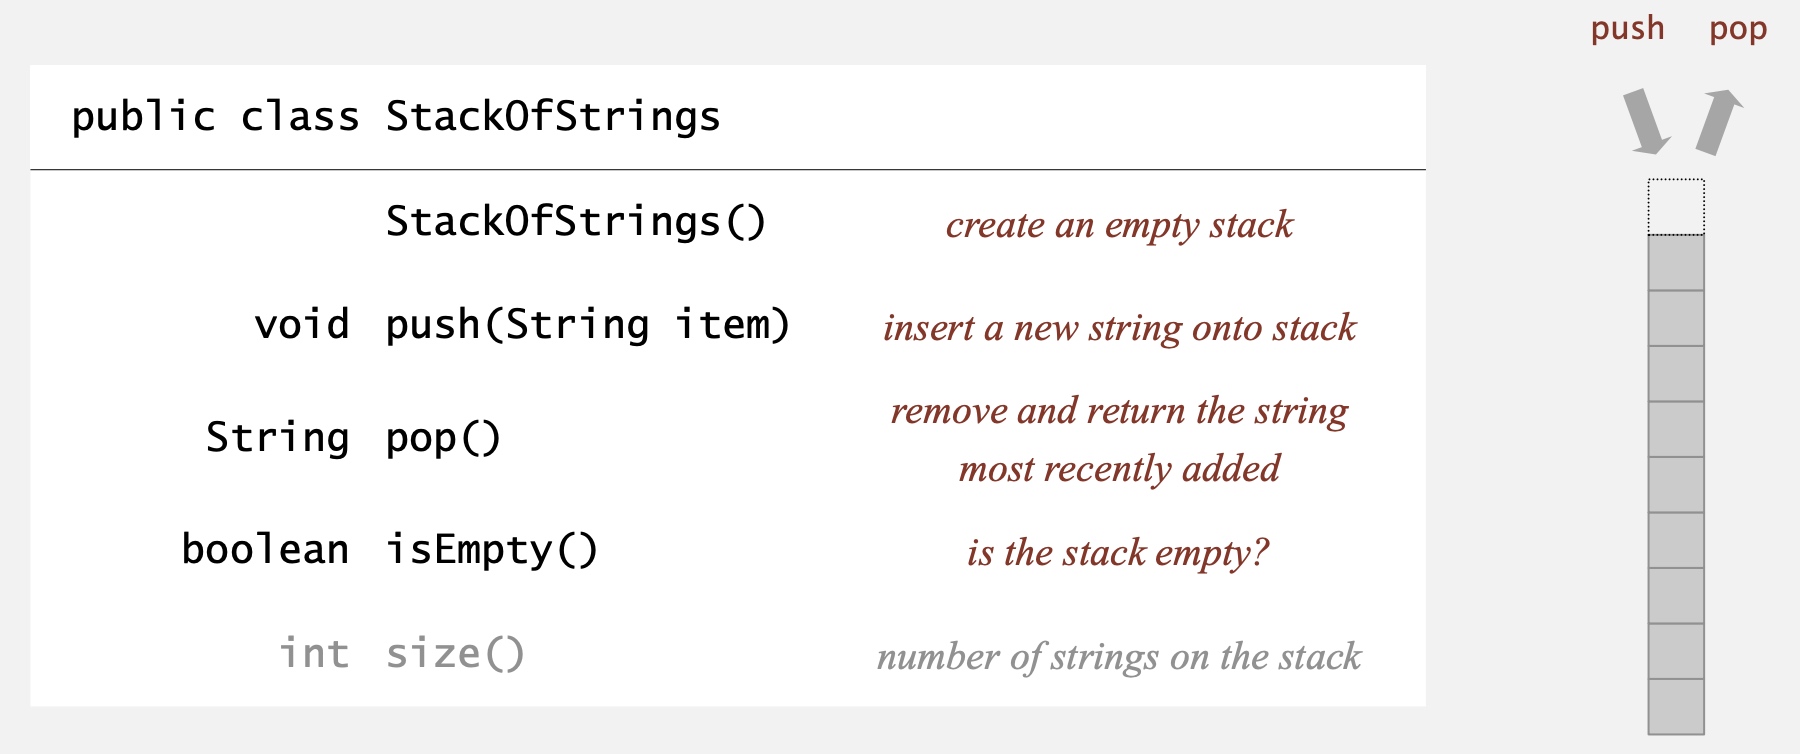 push pop
public class StackOfStrings
StackOfStrings() create an empty stack
void push(String item) insert a new string onto stack
String pop() remove and return the string
most recently added
boolean isEmpty() is the stack empty?
int size() number of strings on the stack